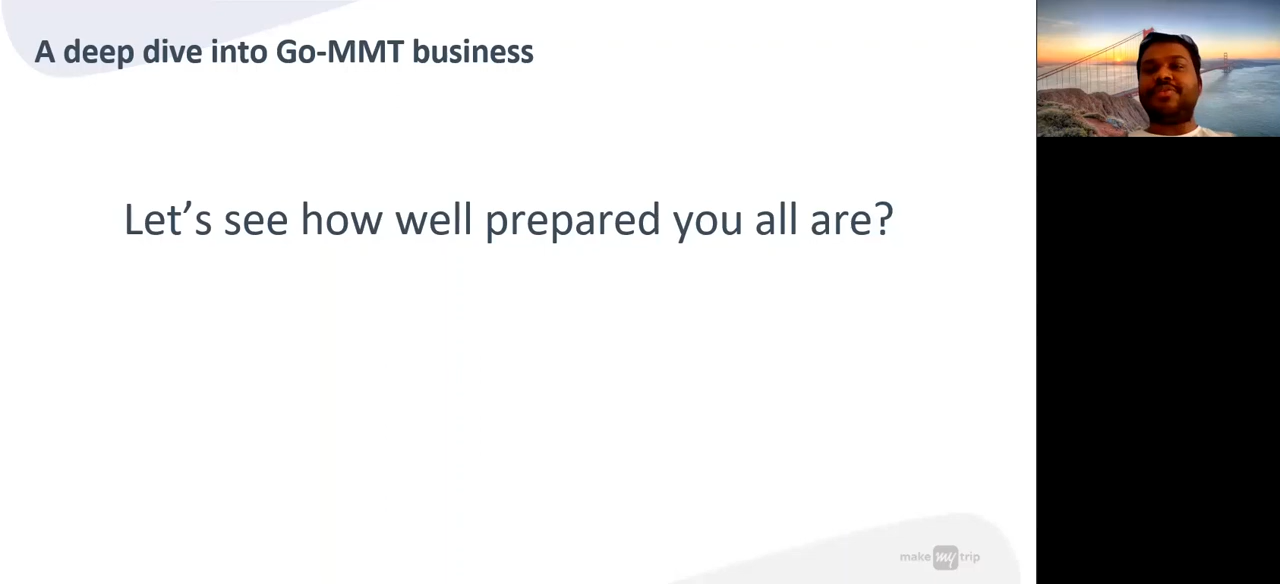 A deep dive into Go-MMT business
Let's see how well prepared you all are?
make my trip